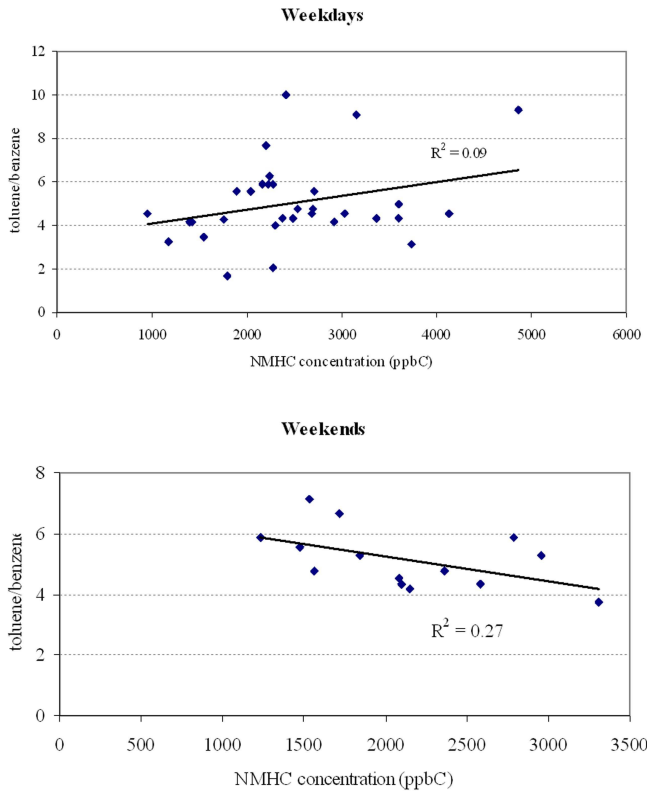 Weekdays
12
10
8
6
4
2
0
toluene/benzene
R² = 0.09
0 1000 2000 3000 4000 5000 6000
NMHC concentration (ppbC)
Weekends
8
6
4
2
0
toluene/benzene
R² = 0.27
0 500 1000 1500 2000 2500 3000 3500
NMHC concentration (ppbC)